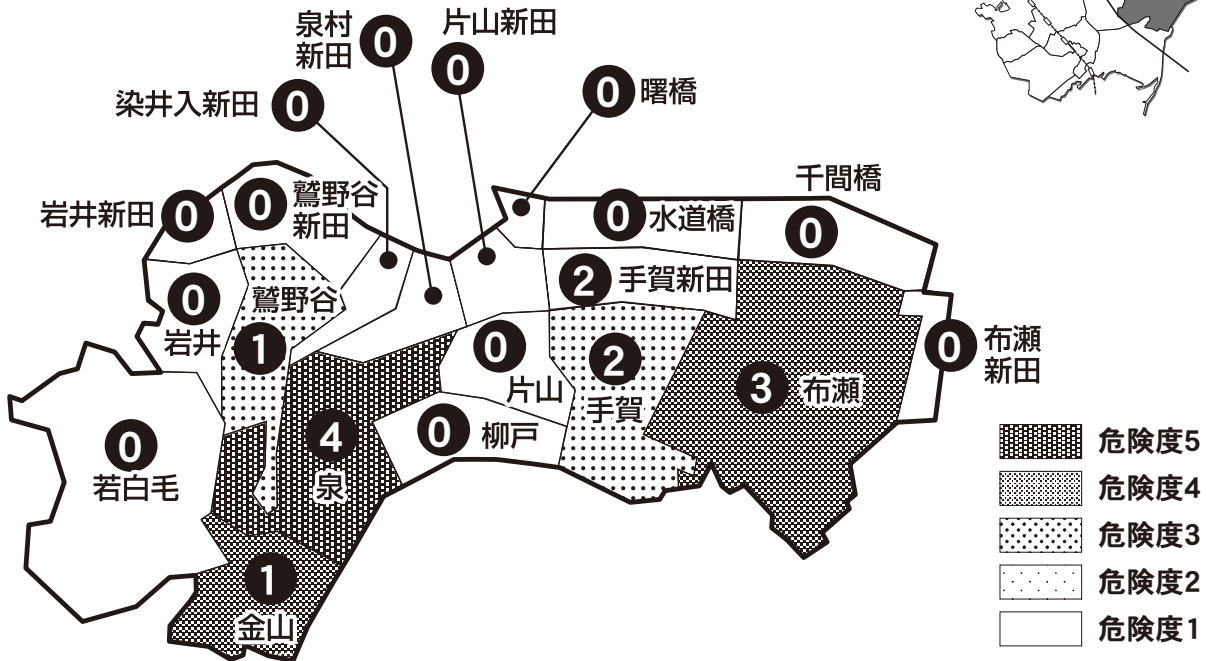 泉村
新田
0
片山新田
0
染井入新田
0
0
曙橋
千間橋
岩井新田
0
0
鷲野谷
新田
0
水道橋
0
2
手賀新田
0
岩井
鷲野谷
1
0
片山
2
手賀
3
布瀬
0
布瀬
新田
0
若白毛
4
泉
0
柳戸
1
金山
危険度5
危険度4
危険度3
危険度2
危険度1